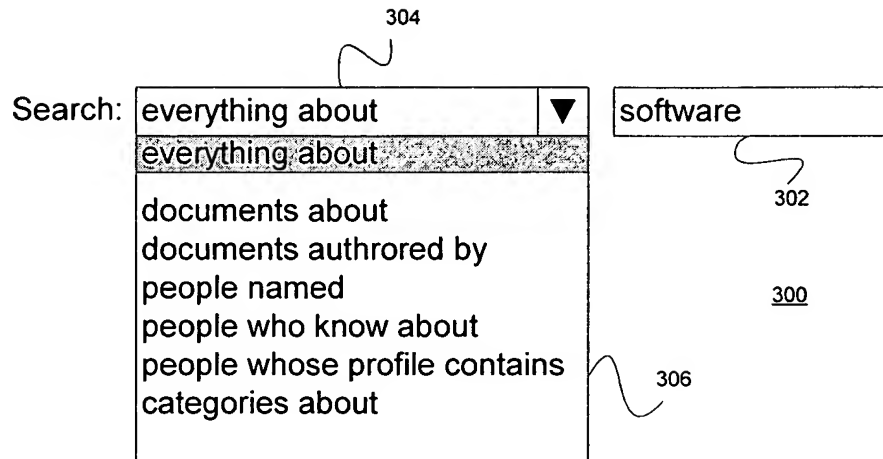 304
Search: everything about ▼ software
everything about
302
documents about
documents authrored by
people named
300
people who know about
people whose profile contains
306
categories about